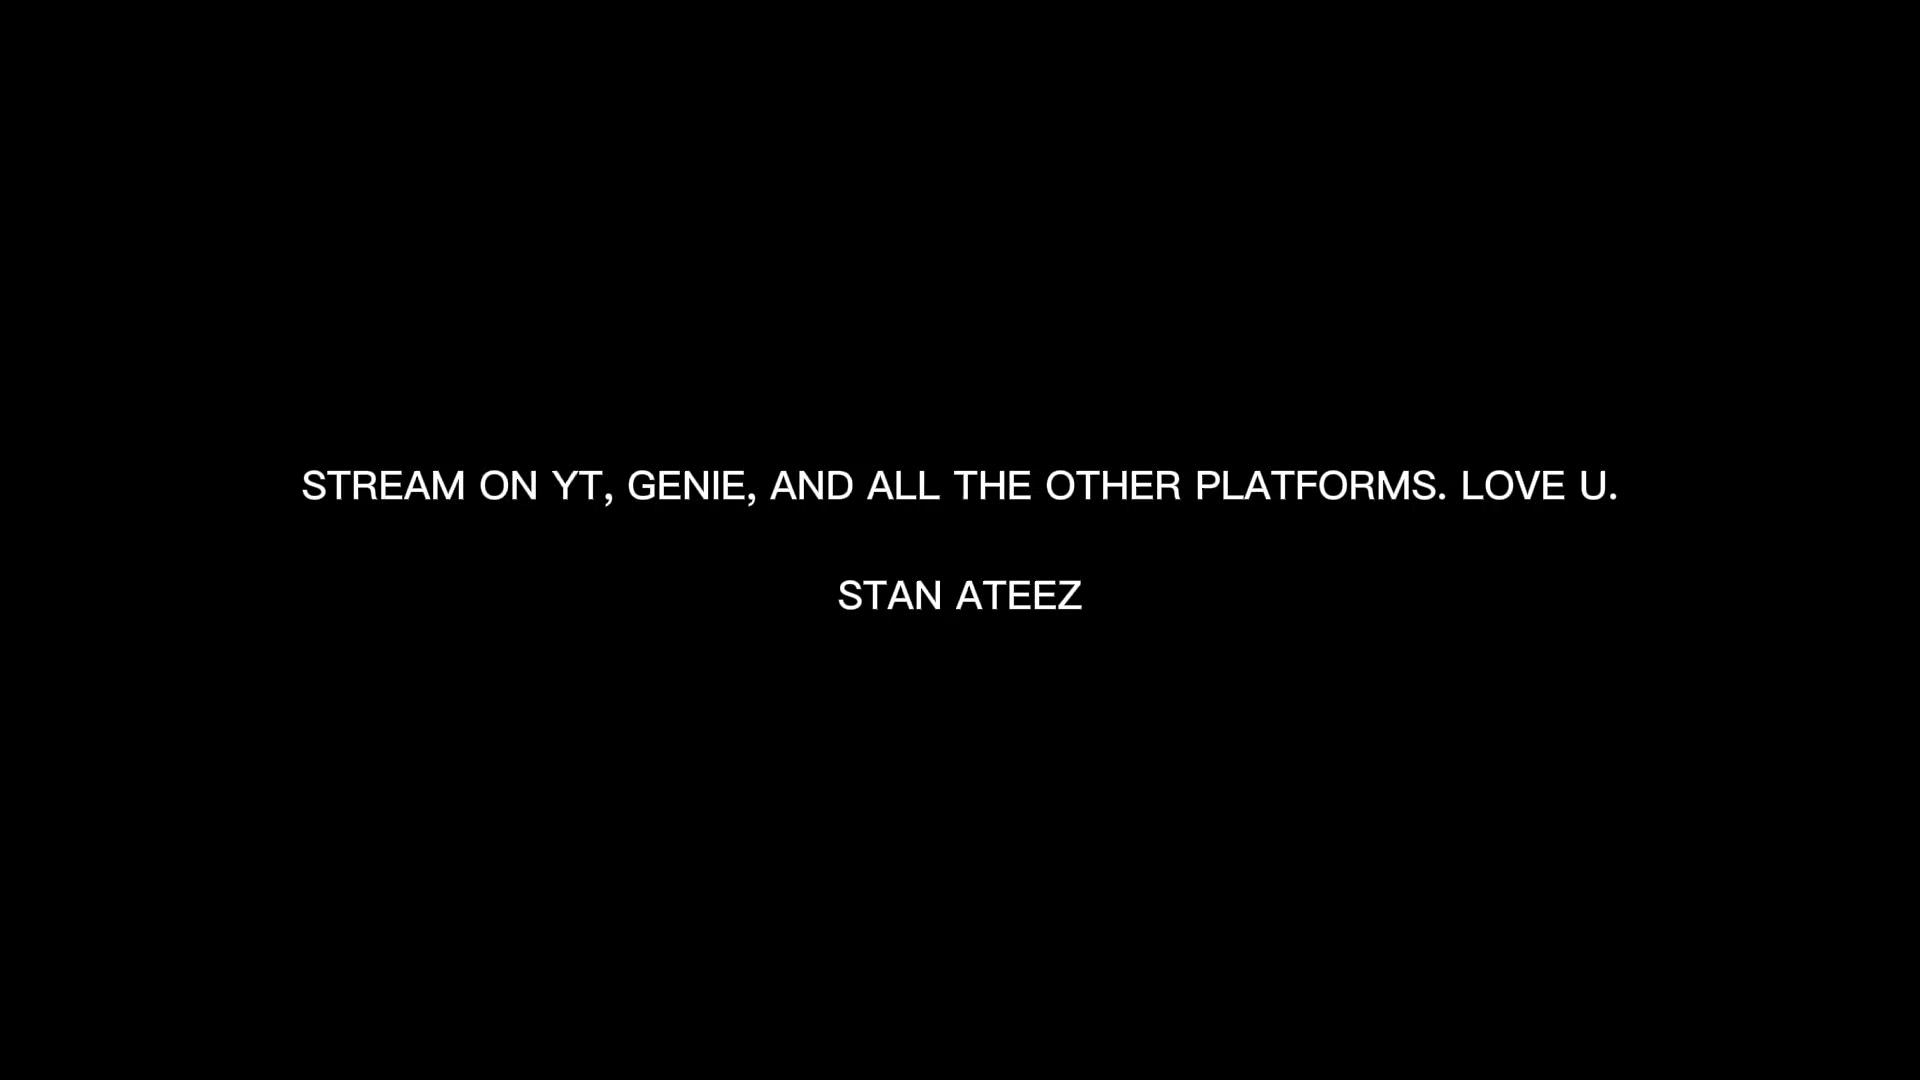 STREAM ON YT, GENIE, AND ALL THE OTHER PLATFORMS. LOVE U.
STAN ATEEZ